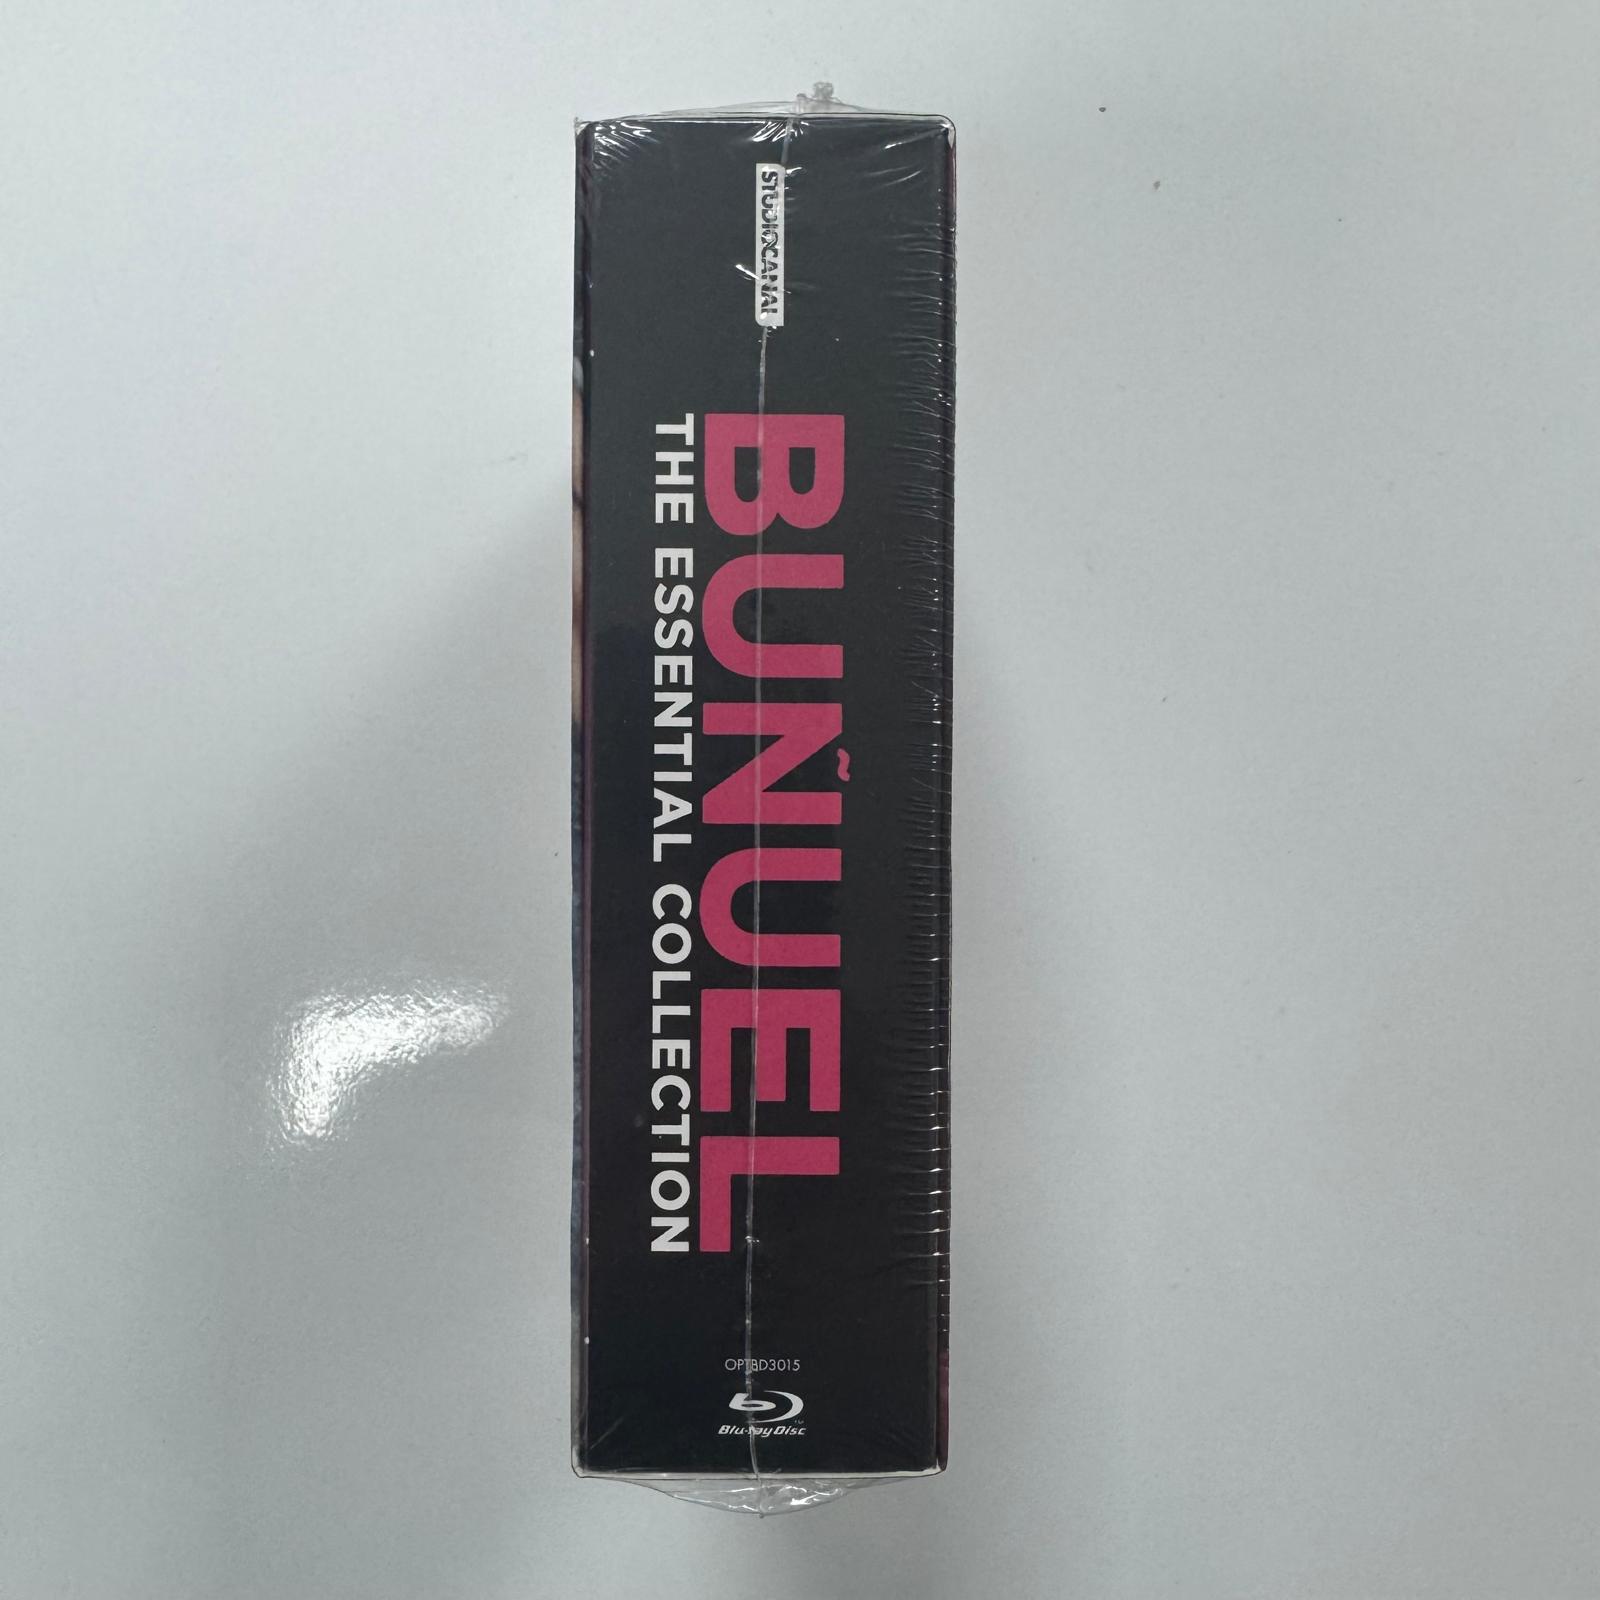 STUDIOCANAL
BUÑUEL
THE ESSENTIAL COLLECTION
OPTBD3015
Blu-ray Disc